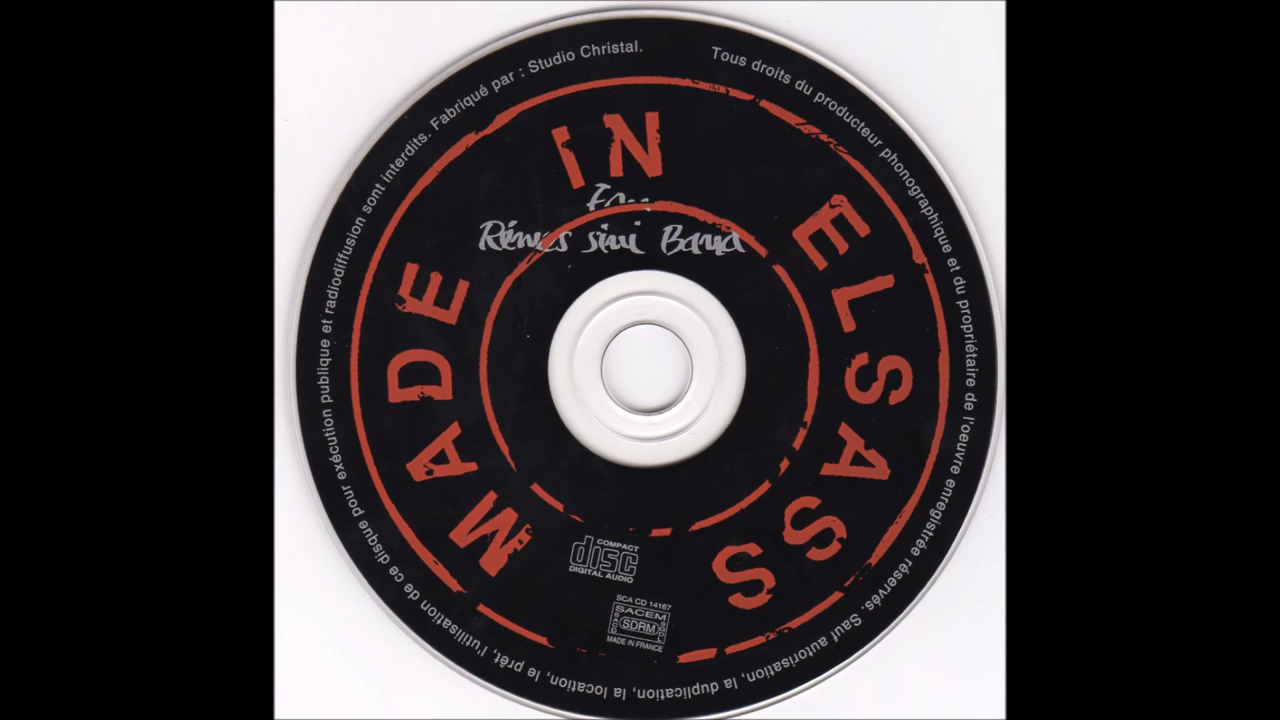 Tous droits du producteur phonographique et du propriétaire de l'oeuvre enregistrée réservés. Sauf autorisation, la duplication, la location, le prêt, l'utilisation de ce disque pour exécution publique et radiodiffusion sont interdits. Fabriqué par : Studio Christal.
MADE IN ELSASS
sini Band
COMPACT
disc
DIGITAL AUDIO
SCA CD 14167
SACEM
SACD SDRM SGDL
MADE IN FRANCE